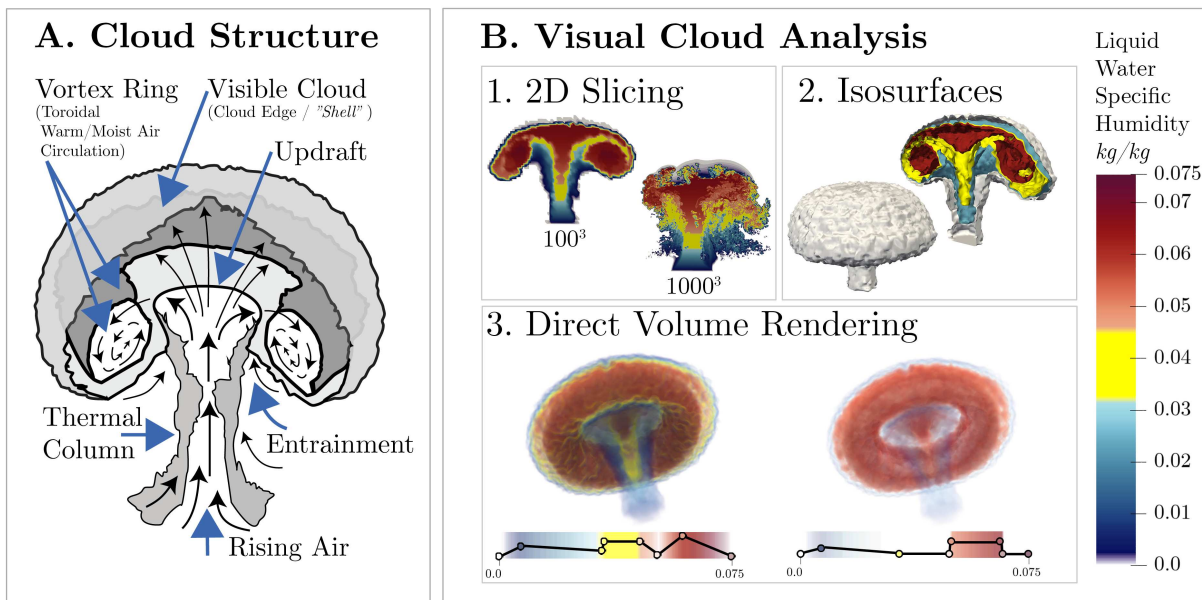 A. Cloud Structure
Vortex Ring
(Toroidal
Warm/Moist Air
Circulation)
Visible Cloud
(Cloud Edge / "Shell" )
Updraft
Thermal
Column
Entrainment
Rising Air
B. Visual Cloud Analysis
1. 2D Slicing
100³
1000³
2. Isosurfaces
3. Direct Volume Rendering
0.0
0.075
0.0
0.075
Liquid
Water
Specific
Humidity
kg/kg
0.075
0.07
0.06
0.05
0.04
0.03
0.02
0.01
0.0